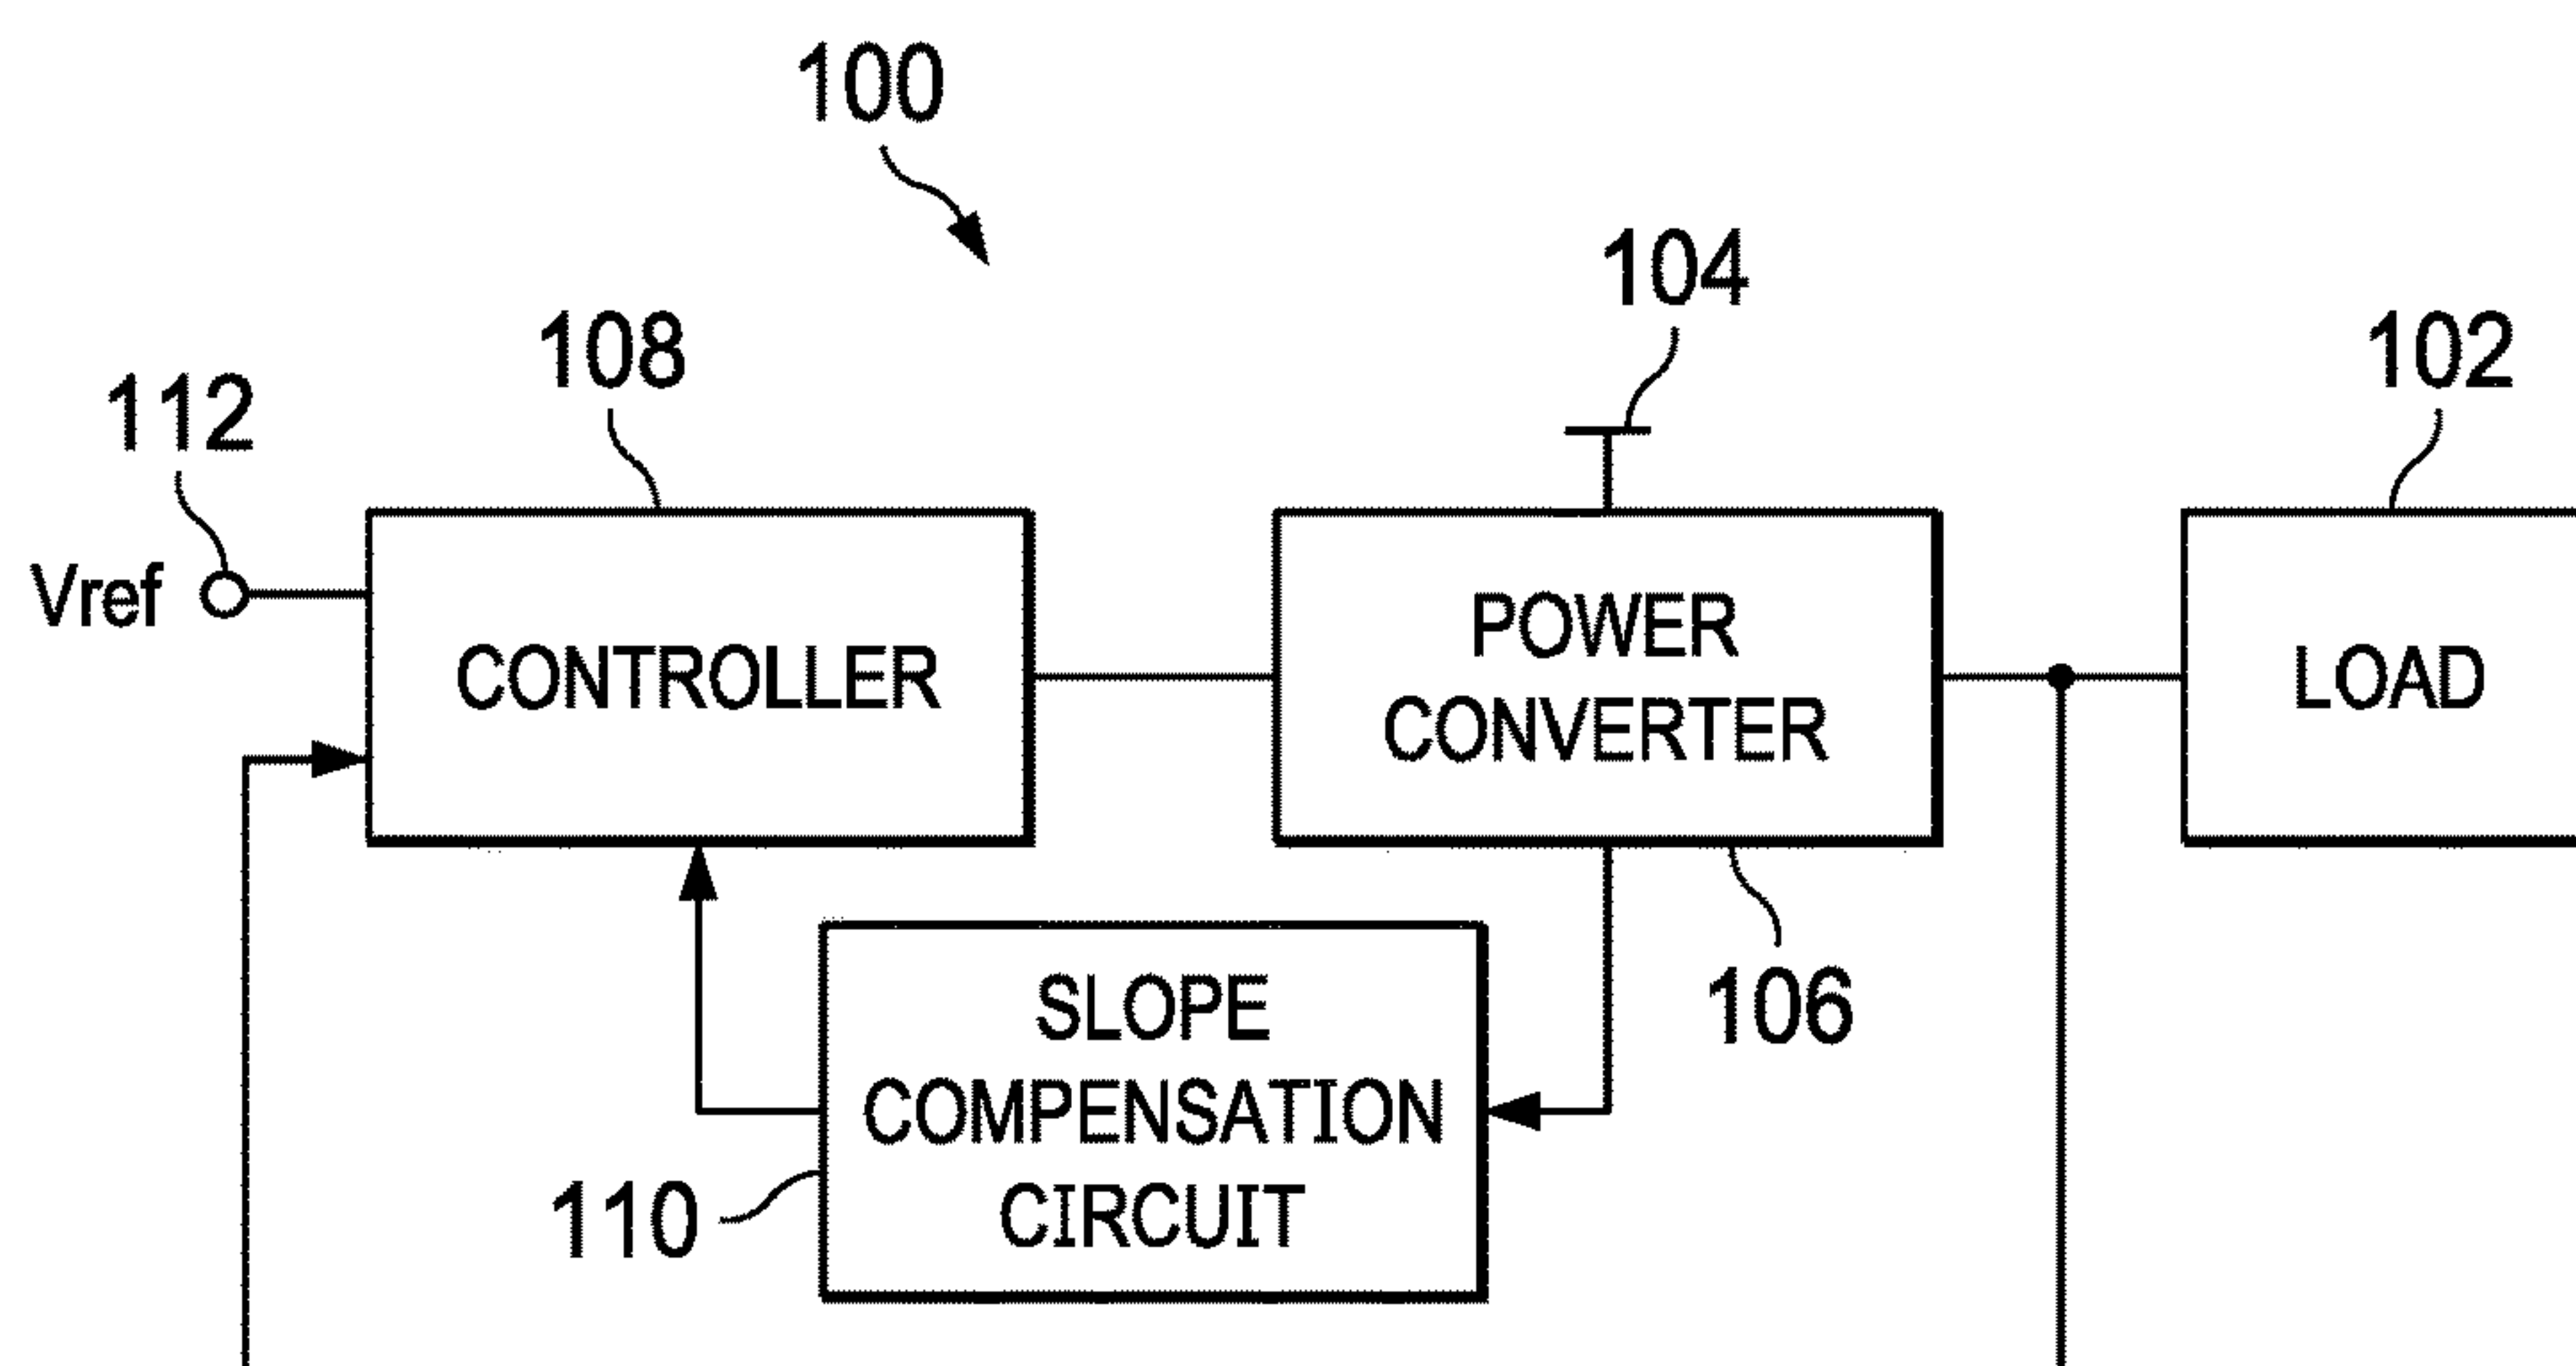 100
104
108
102
112
Vref
CONTROLLER
POWER
CONVERTER
LOAD
SLOPE
COMPENSATION
CIRCUIT
106
110